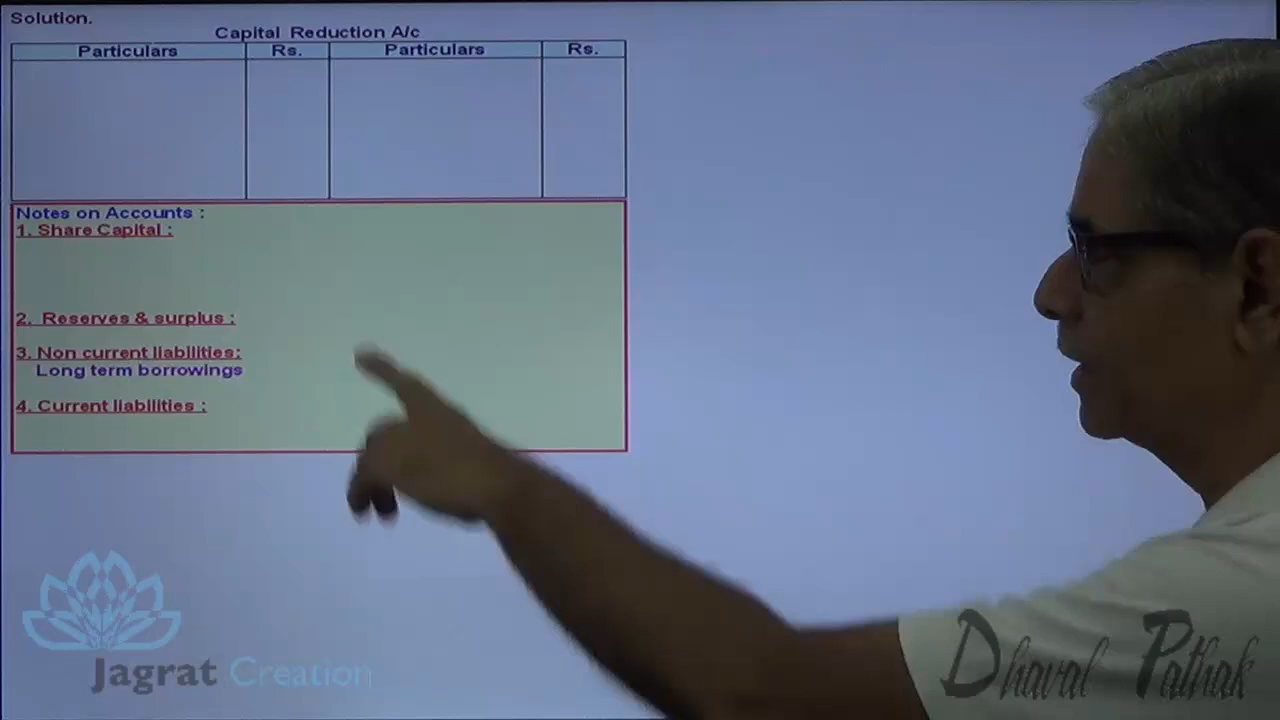 Solution.
Capital Reduction A/c
Particulars Rs. Particulars Rs.
Notes on Accounts :
1. Share Capital :
2. Reserves & surplus :
3. Non current liabilities:
Long term borrowings
4. Current liabilities :
Jagrat Creation
Dhaval Pathak